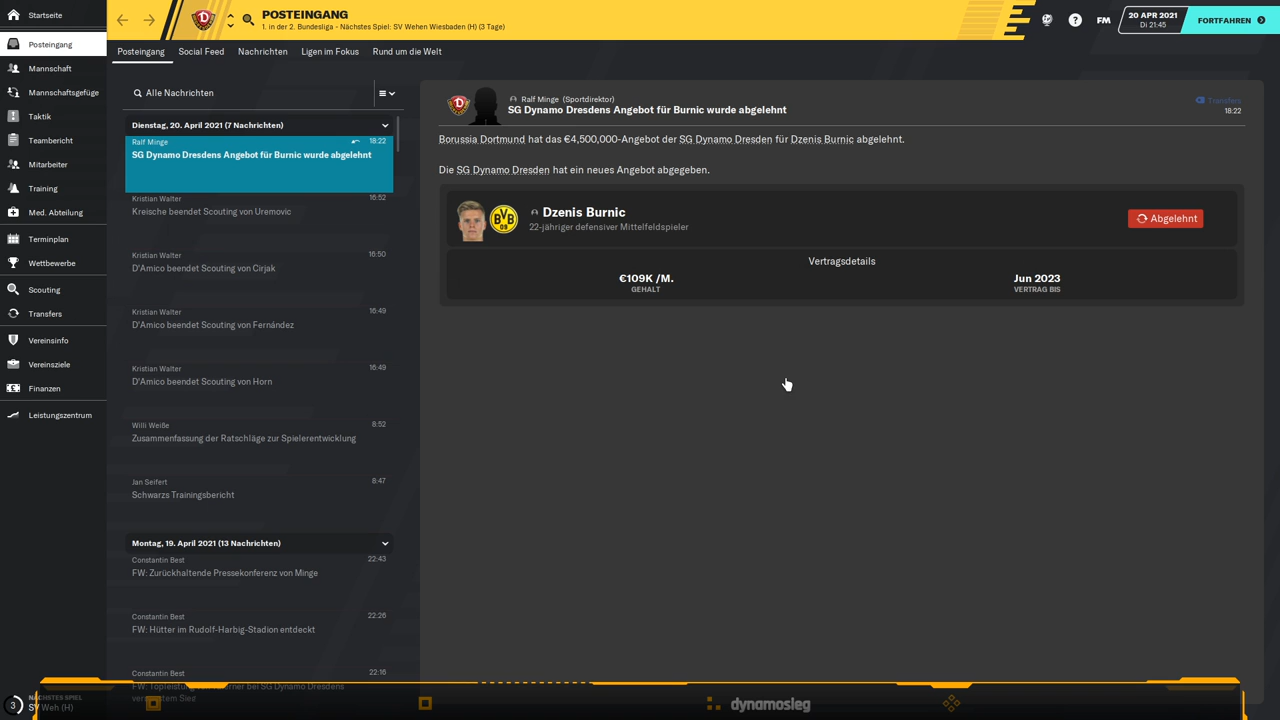 Startseite
Posteingang
Mannschaft
Mannschaftsgefüge
Taktik
Teambericht
Mitarbeiter
Training
Med. Abteilung
Terminplan
Wettbewerbe
Scouting
Transfers
Vereinsinfo
Vereinsziele
Finanzen
Leistungszentrum
POSTEINGANG
1. in der 2. Bundesliga - Nächstes Spiel: SV Wehen Wiesbaden (H) (3 Tage)
FM
20 APR 2021
Di 21:45
FORTFAHREN
Posteingang
Social Feed
Nachrichten
Ligen im Fokus
Rund um die Welt
Alle Nachrichten
Dienstag, 20. April 2021 (7 Nachrichten)
Ralf Minge 18:22
SG Dynamo Dresdens Angebot für Burnic wurde abgelehnt
Kristian Walter 16:52
Kreische beendet Scouting von Uremovic
Kristian Walter 16:50
D'Amico beendet Scouting von Cirjak
Kristian Walter 16:49
D'Amico beendet Scouting von Fernández
Kristian Walter 16:49
D'Amico beendet Scouting von Horn
Willi Weiße 8:52
Zusammenfassung der Ratschläge zur Spielerentwicklung
Jan Seifert 8:47
Schwarzs Trainingsbericht
Montag, 19. April 2021 (13 Nachrichten)
Constantin Best 22:43
FW: Zurückhaltende Pressekonferenz von Minge
Constantin Best 22:26
FW: Hütter im Rudolf-Harbig-Stadion entdeckt
Constantin Best 22:16
Ralf Minge (Sportdirektor)
SG Dynamo Dresdens Angebot für Burnic wurde abgelehnt
Transfers
18:22
Borussia Dortmund hat das €4,500,000-Angebot der SG Dynamo Dresden für Dzenis Burnic abgelehnt.
Die SG Dynamo Dresden hat ein neues Angebot abgegeben.
BVB
09
Dzenis Burnic
22-jähriger defensiver Mittelfeldspieler
Abgelehnt
Vertragsdetails
€109K /M.
GEHALT
Jun 2023
VERTRAG BIS
3
NÄCHSTES SPIEL
SV Weh (H)
dynamosieg